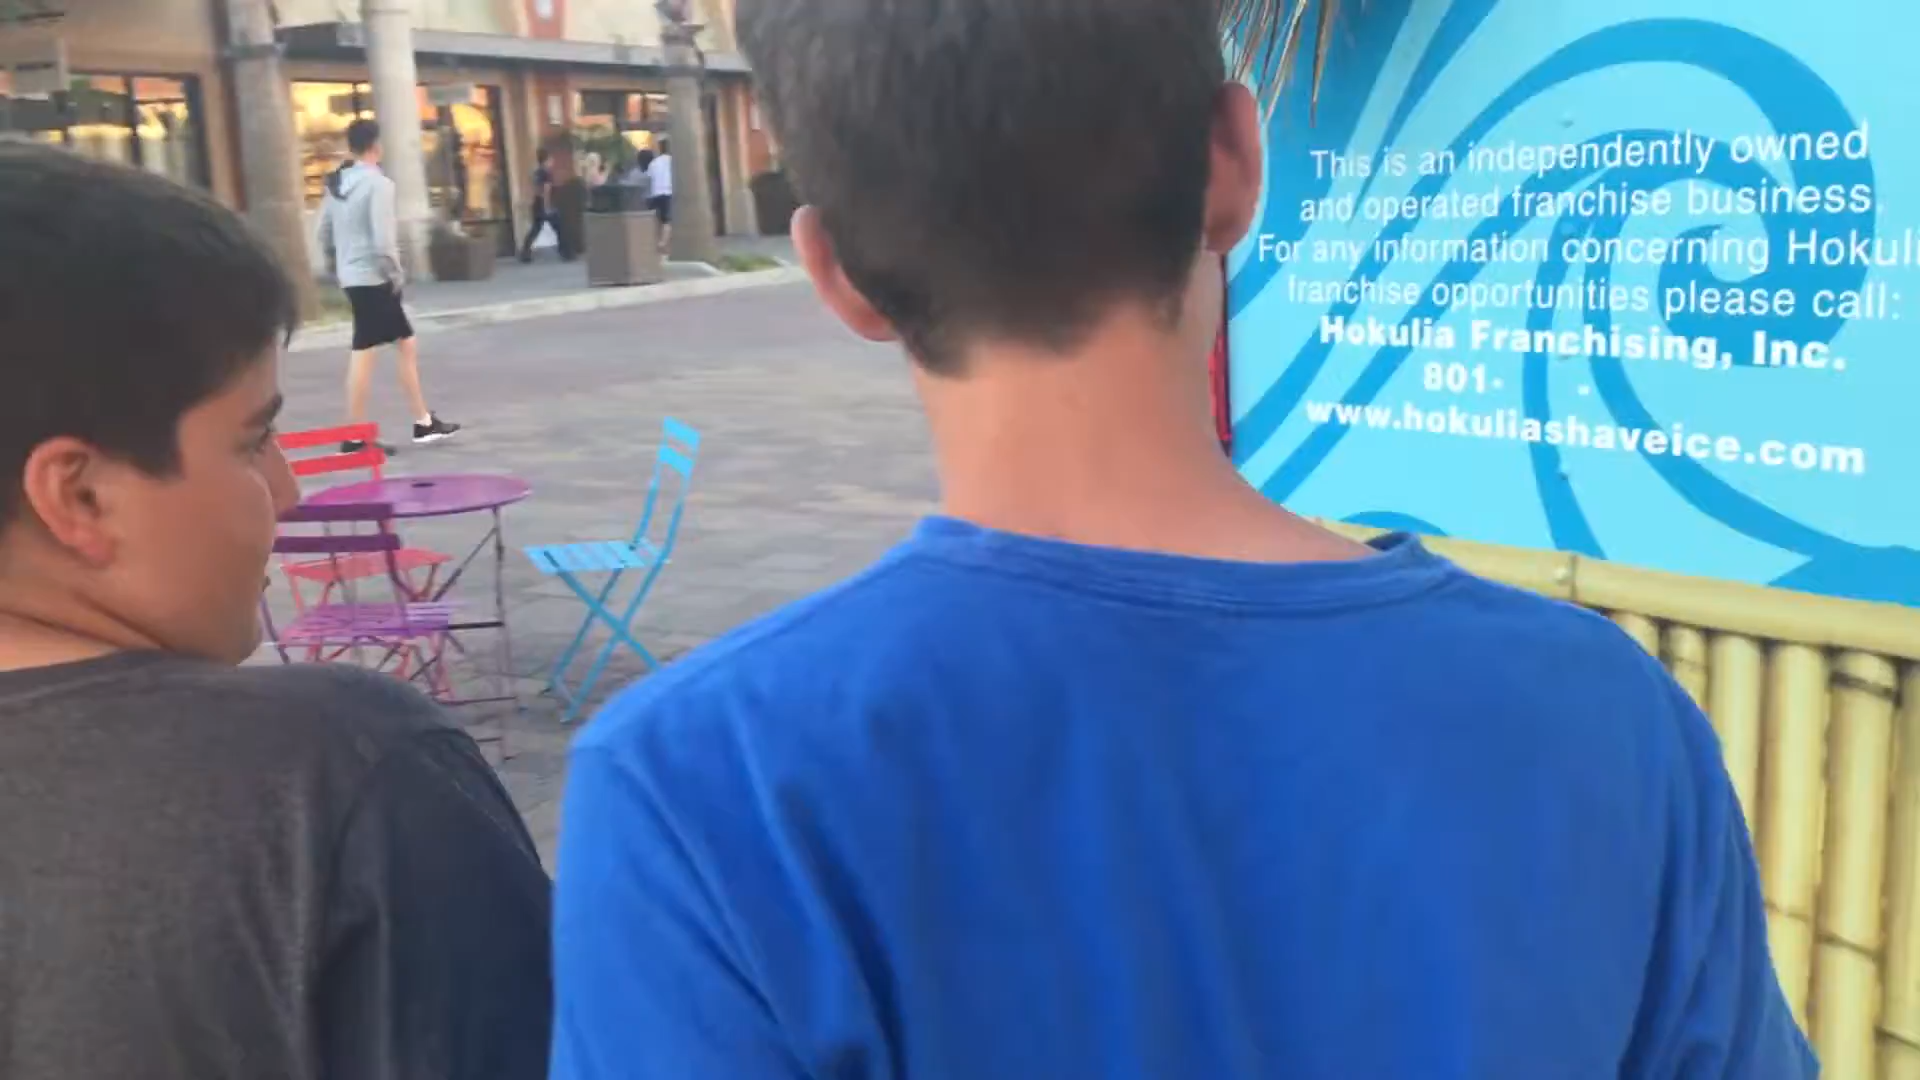 This is an independently owned
and operated franchise business.
For any information concerning Hokuli
franchise opportunities please call:
Hokulia Franchising, Inc.
801- -
www.hokuliashaveice.com